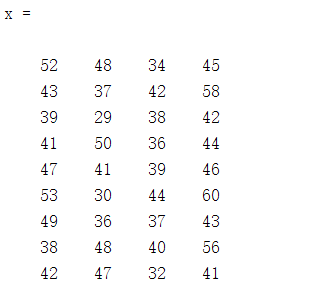 x =
52 48 34 45
43 37 42 58
39 29 38 42
41 50 36 44
47 41 39 46
53 30 44 60
49 36 37 43
38 48 40 56
42 47 32 41